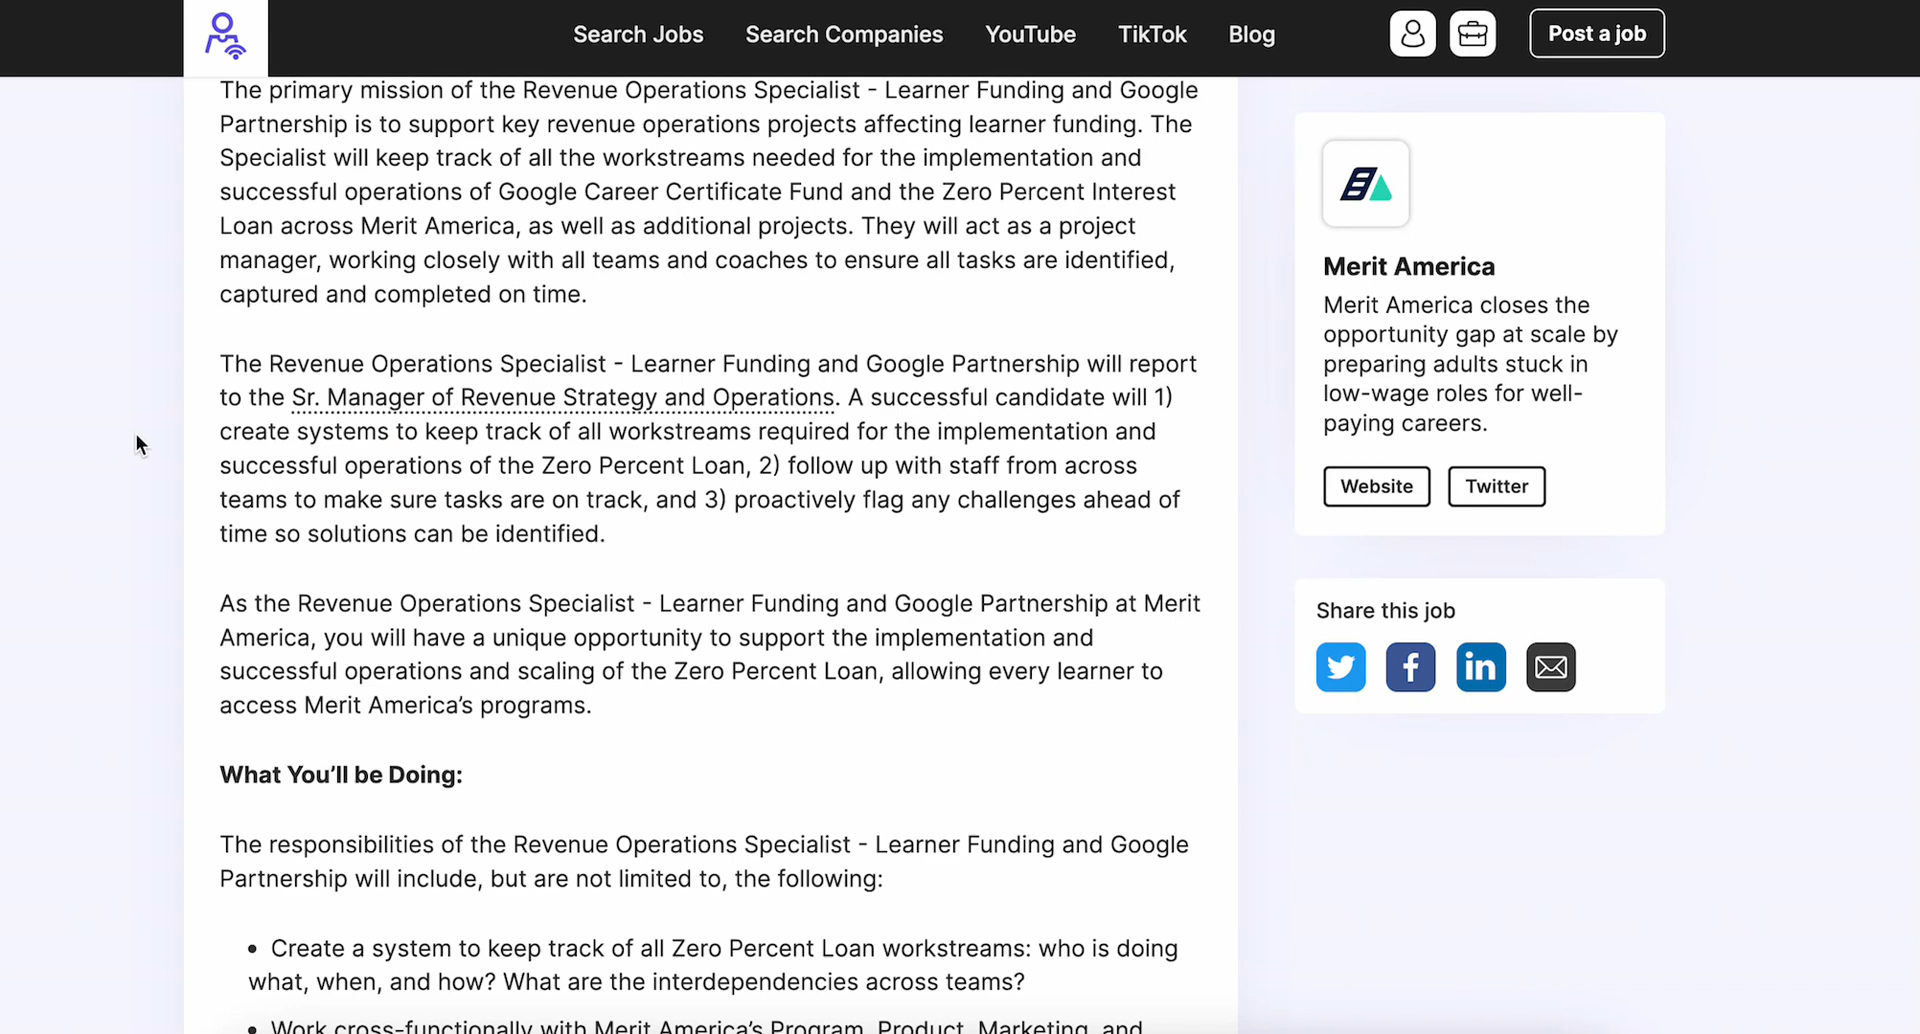 Search Jobs
Search Companies
YouTube
TikTok
Blog
Post a job
The primary mission of the Revenue Operations Specialist - Learner Funding and Google
Partnership is to support key revenue operations projects affecting learner funding. The
Specialist will keep track of all the workstreams needed for the implementation and
successful operations of Google Career Certificate Fund and the Zero Percent Interest
Loan across Merit America, as well as additional projects. They will act as a project
manager, working closely with all teams and coaches to ensure all tasks are identified,
captured and completed on time.
The Revenue Operations Specialist - Learner Funding and Google Partnership will report
to the Sr. Manager of Revenue Strategy and Operations. A successful candidate will 1)
create systems to keep track of all workstreams required for the implementation and
successful operations of the Zero Percent Loan, 2) follow up with staff from across
teams to make sure tasks are on track, and 3) proactively flag any challenges ahead of
time so solutions can be identified.
As the Revenue Operations Specialist - Learner Funding and Google Partnership at Merit
America, you will have a unique opportunity to support the implementation and
successful operations and scaling of the Zero Percent Loan, allowing every learner to
access Merit America’s programs.
What You’ll be Doing:
The responsibilities of the Revenue Operations Specialist - Learner Funding and Google
Partnership will include, but are not limited to, the following:
• Create a system to keep track of all Zero Percent Loan workstreams: who is doing
what, when, and how? What are the interdependencies across teams?
• Work cross-functionally with Merit America’s Program, Product, Marketing, and
Merit America
Merit America closes the
opportunity gap at scale by
preparing adults stuck in
low-wage roles for well-
paying careers.
Website
Twitter
Share this job